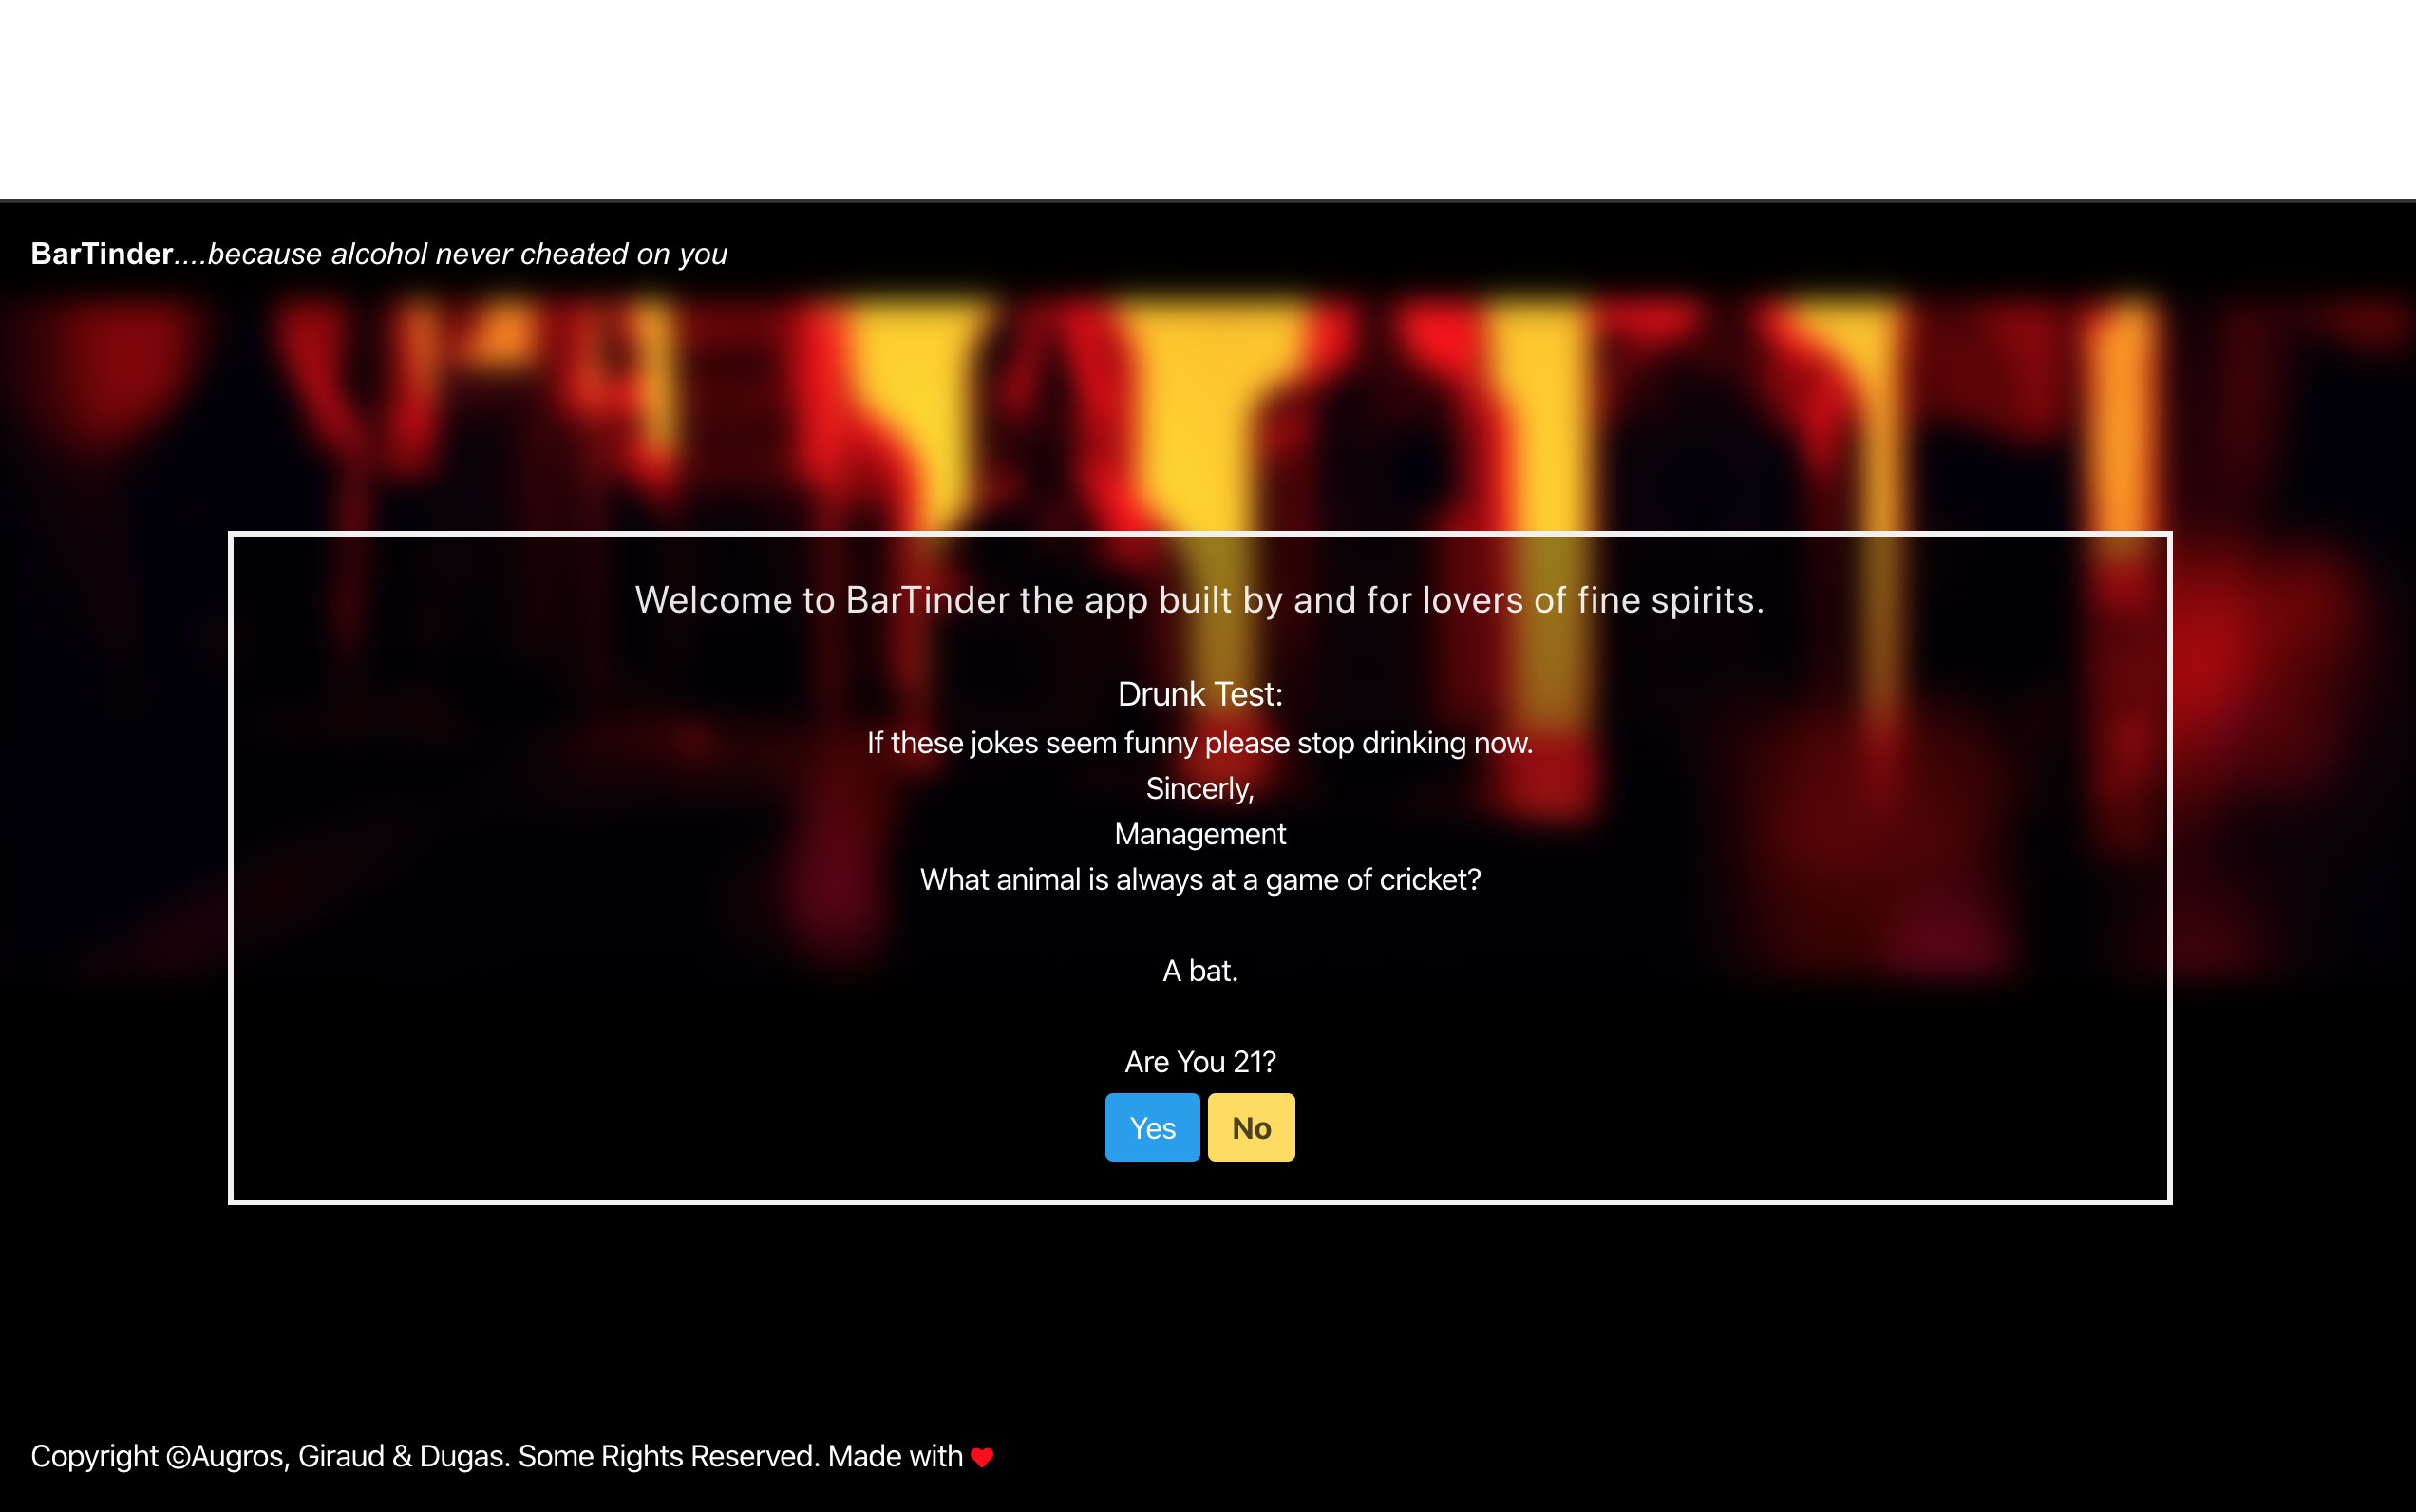 BarTinder....because alcohol never cheated on you
Welcome to BarTinder the app built by and for lovers of fine spirits.
Drunk Test:
If these jokes seem funny please stop drinking now.
Sincerly,
Management
What animal is always at a game of cricket?
A bat.
Are You 21?
Yes No
Copyright ©Augros, Giraud & Dugas. Some Rights Reserved. Made with ❤